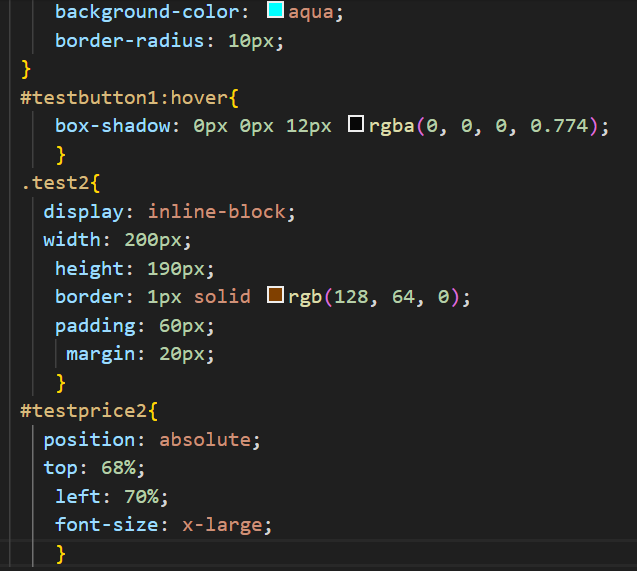 background-color: aqua;
border-radius: 10px;
}
#testbutton1:hover{
box-shadow: 0px 0px 12px rgba(0, 0, 0, 0.774);
}
.test2{
display: inline-block;
width: 200px;
height: 190px;
border: 1px solid rgb(128, 64, 0);
padding: 60px;
margin: 20px;
}
#testprice2{
position: absolute;
top: 68%;
left: 70%;
font-size: x-large;
}